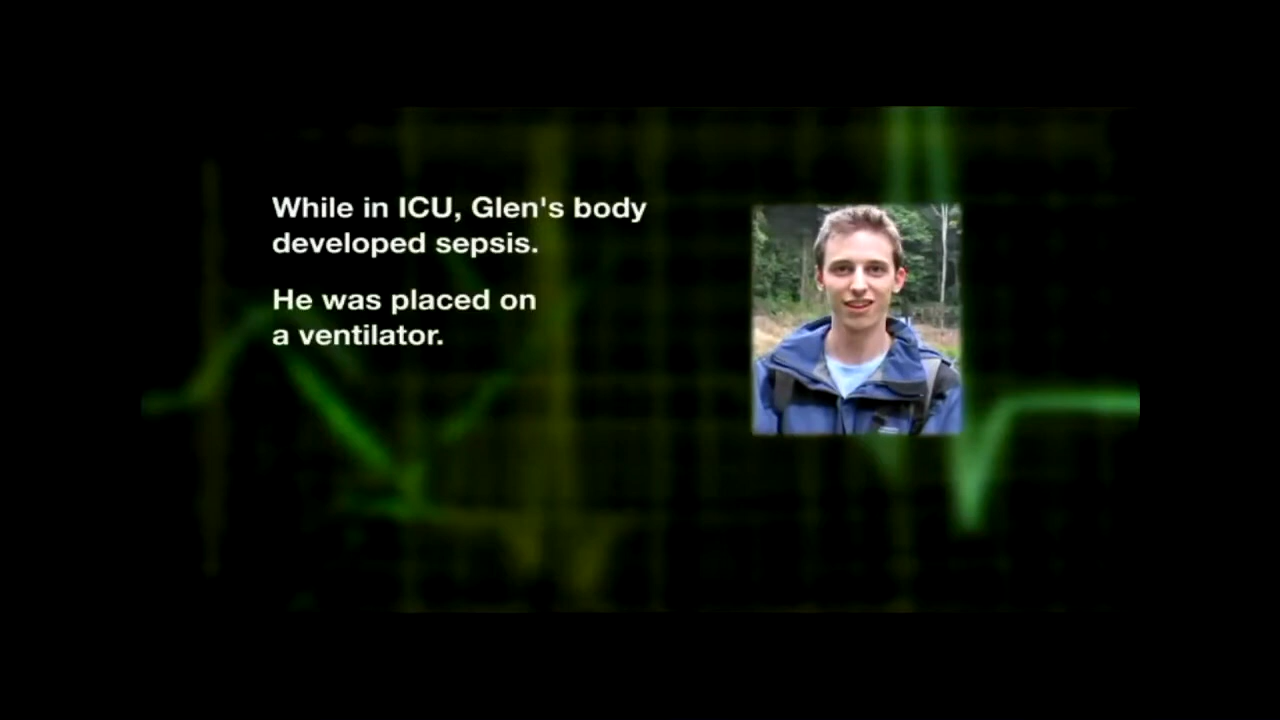 While in ICU, Glen's body
developed sepsis.
He was placed on
a ventilator.